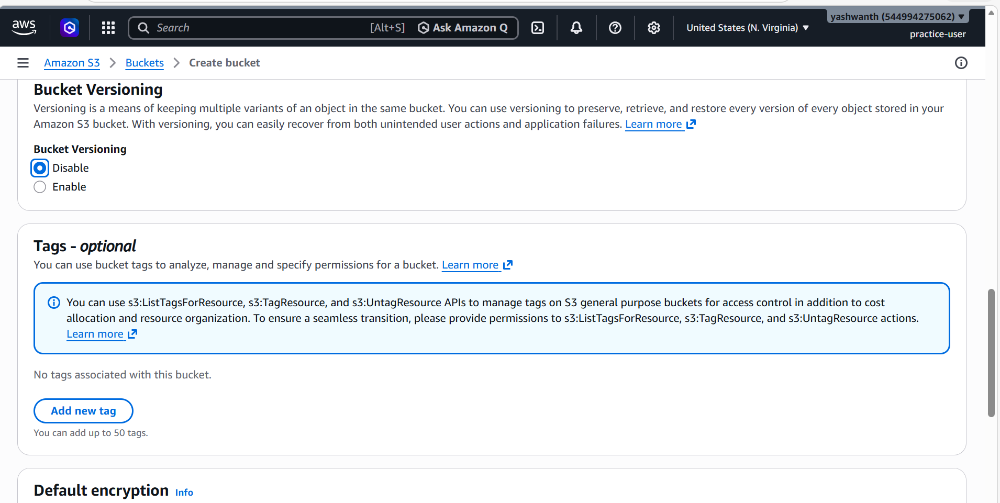 aws
Search [Alt+S] Ask Amazon Q United States (N. Virginia) yashwanth (544994275062)
practice-user
Amazon S3 Buckets Create bucket
Bucket Versioning
Versioning is a means of keeping multiple variants of an object in the same bucket. You can use versioning to preserve, retrieve, and restore every version of every object stored in your
Amazon S3 bucket. With versioning, you can easily recover from both unintended user actions and application failures. Learn more
Bucket Versioning
Disable
Enable
Tags - optional
You can use bucket tags to analyze, manage and specify permissions for a bucket. Learn more
You can use s3:ListTagsForResource, s3:TagResource, and s3:UntagResource APIs to manage tags on S3 general purpose buckets for access control in addition to cost
allocation and resource organization. To ensure a seamless transition, please provide permissions to s3:ListTagsForResource, s3:TagResource, and s3:UntagResource actions.
Learn more
No tags associated with this bucket.
Add new tag
You can add up to 50 tags.
Default encryption Info